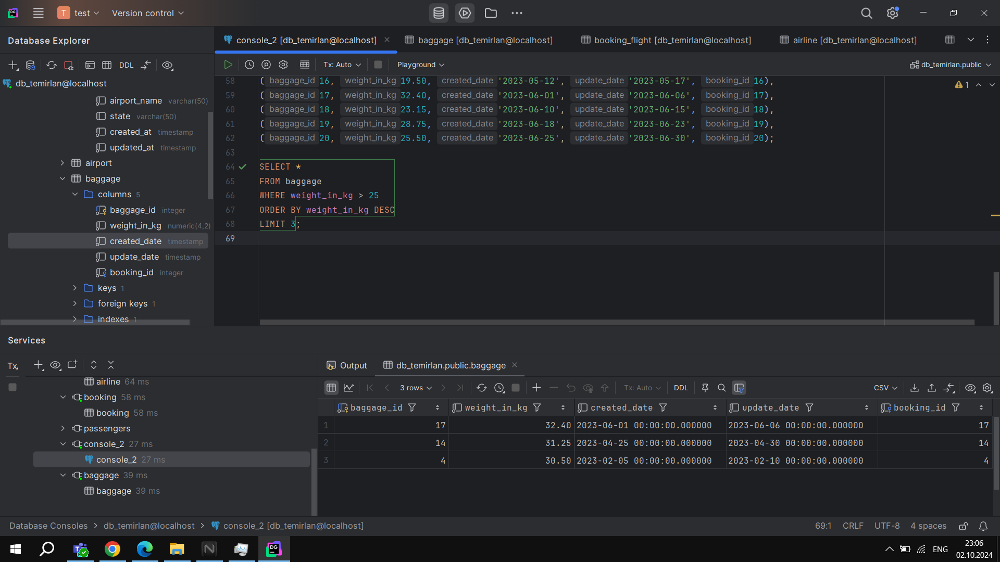 T test Version control
Database Explorer
console_2 [db_temirlan@localhost] baggage [db_temirlan@localhost] booking_flight [db_temirlan@localhost] airline [db_temirlan@localhost]
DDL
Tx: Auto Playground db_temirlan.public
db_temirlan@localhost
airport_name varchar(50)
state varchar(50)
created_at timestamp
updated_at timestamp
airport
baggage
columns 5
baggage_id integer
weight_in_kg numeric(4,2)
created_date timestamp
update_date timestamp
booking_id integer
keys 1
foreign keys 1
indexes 1
58 ( baggage_id 16, weight_in_kg 19.50, created_date '2023-05-12', update_date '2023-05-17', booking_id 16),
59 ( baggage_id 17, weight_in_kg 32.40, created_date '2023-06-01', update_date '2023-06-06', booking_id 17),
60 ( baggage_id 18, weight_in_kg 23.15, created_date '2023-06-10', update_date '2023-06-15', booking_id 18),
61 ( baggage_id 19, weight_in_kg 28.75, created_date '2023-06-18', update_date '2023-06-23', booking_id 19),
62 ( baggage_id 20, weight_in_kg 25.50, created_date '2023-06-25', update_date '2023-06-30', booking_id 20);
63
64 SELECT *
65 FROM baggage
66 WHERE weight_in_kg > 25
67 ORDER BY weight_in_kg DESC
68 LIMIT 3;
69
1
Services
Tx
airline 64 ms
booking 58 ms
booking 58 ms
passengers
console_2 27 ms
console_2 27 ms
baggage 39 ms
baggage 39 ms
Output db_temirlan.public.baggage
3 rows Tx: Auto DDL CSV
baggage_id weight_in_kg created_date update_date booking_id
1 17 32.40 2023-06-01 00:00:00.000000 2023-06-06 00:00:00.000000 17
2 14 31.25 2023-04-25 00:00:00.000000 2023-04-30 00:00:00.000000 14
3 4 30.50 2023-02-05 00:00:00.000000 2023-02-10 00:00:00.000000 4
Database Consoles > db_temirlan@localhost > console_2 [db_temirlan@localhost] 69:1 CRLF UTF-8 4 spaces
ENG
23:06
02.10.2024